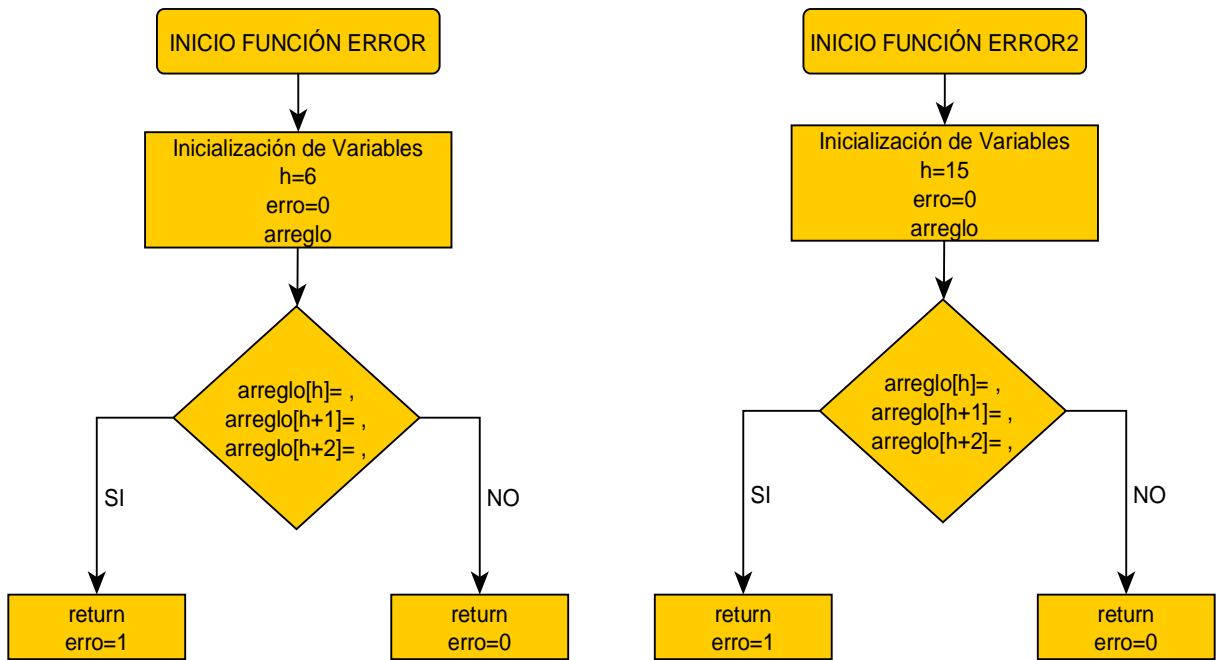 INICIO FUNCIÓN ERROR
Inicialización de Variables
h=6
erro=0
arreglo
arreglo[h]= ,
arreglo[h+1]= ,
arreglo[h+2]= ,
SI
NO
return
erro=1
return
erro=0
INICIO FUNCIÓN ERROR2
Inicialización de Variables
h=15
erro=0
arreglo
arreglo[h]= ,
arreglo[h+1]= ,
arreglo[h+2]= ,
SI
NO
return
erro=1
return
erro=0